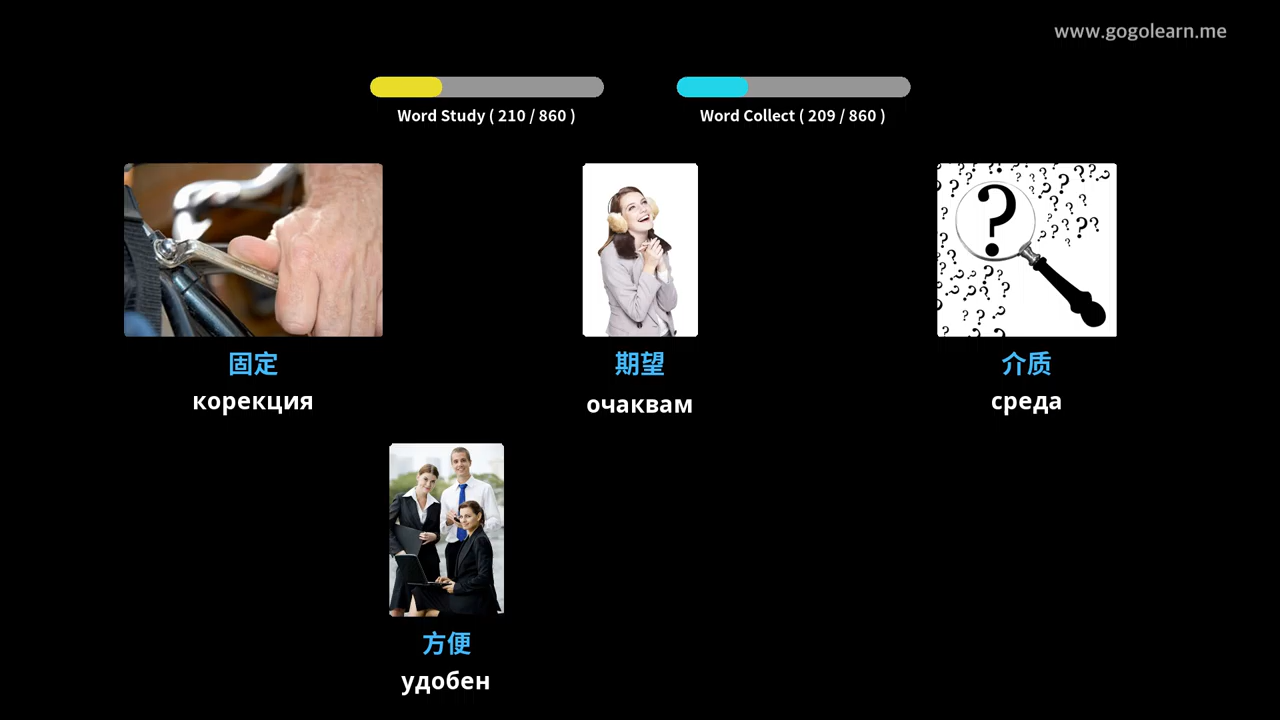 www.gogolearn.me
Word Study ( 210 / 860 )
Word Collect ( 209 / 860 )
固定
корекция
期望
очаквам
介质
среда
方便
удобен